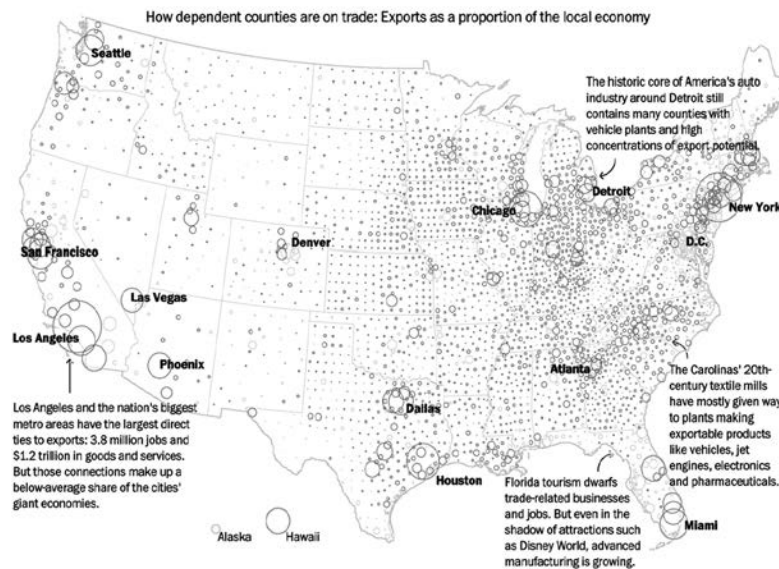 How dependent counties are on trade: Exports as a proportion of the local economy
Seattle
The historic core of America's auto
industry around Detroit still
contains many counties with
vehicle plants and high
concentrations of export potential.
Detroit
Chicago
New York
Denver
D.C.
San Francisco
Las Vegas
Los Angeles
Phoenix
Atlanta
Dallas
The Carolinas' 20th-
century textile mills
have mostly given way
to plants making
exportable products
like vehicles, jet
engines, electronics
and pharmaceuticals.
Los Angeles and the nation's biggest
metro areas have the largest direct
ties to exports: 3.8 million jobs and
$1.2 trillion in goods and services.
But those connections make up a
below-average share of the cities'
giant economies.
Houston
Florida tourism dwarfs
trade-related businesses
and jobs. But even in the
shadow of attractions such
as Disney World, advanced
manufacturing is growing.
Miami
Alaska
Hawaii